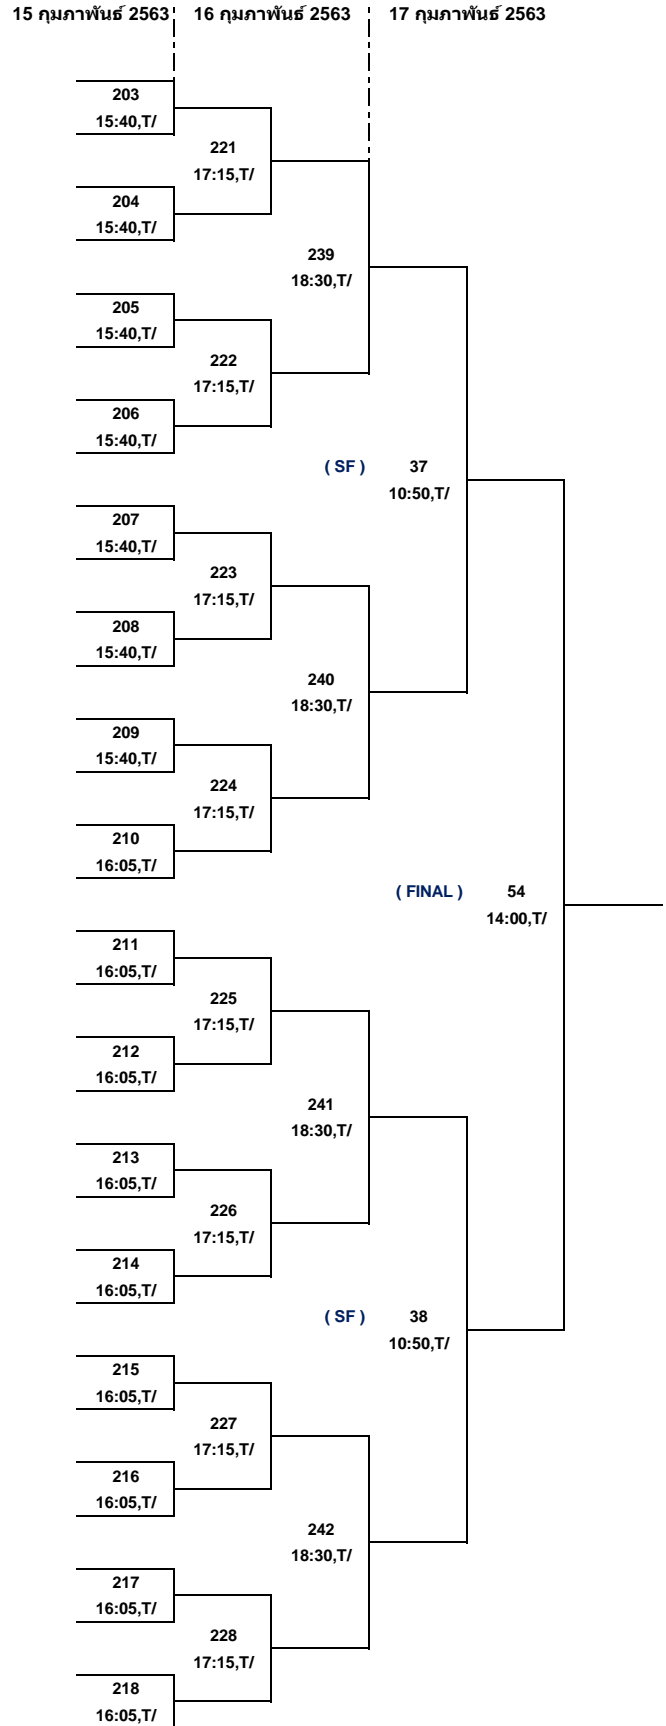 15 กุมภาพันธ์ 2563 16 กุมภาพันธ์ 2563 17 กุมภาพันธ์ 2563
203
15:40,T/
221
17:15,T/
204
15:40,T/
239
18:30,T/
205
15:40,T/
222
17:15,T/
206
15:40,T/
( SF ) 37
10:50,T/
207
15:40,T/
223
17:15,T/
208
15:40,T/
240
18:30,T/
209
15:40,T/
224
17:15,T/
210
16:05,T/
( FINAL ) 54
14:00,T/
211
16:05,T/
225
17:15,T/
212
16:05,T/
241
18:30,T/
213
16:05,T/
226
17:15,T/
214
16:05,T/
( SF ) 38
10:50,T/
215
16:05,T/
227
17:15,T/
216
16:05,T/
242
18:30,T/
217
16:05,T/
228
17:15,T/
218
16:05,T/